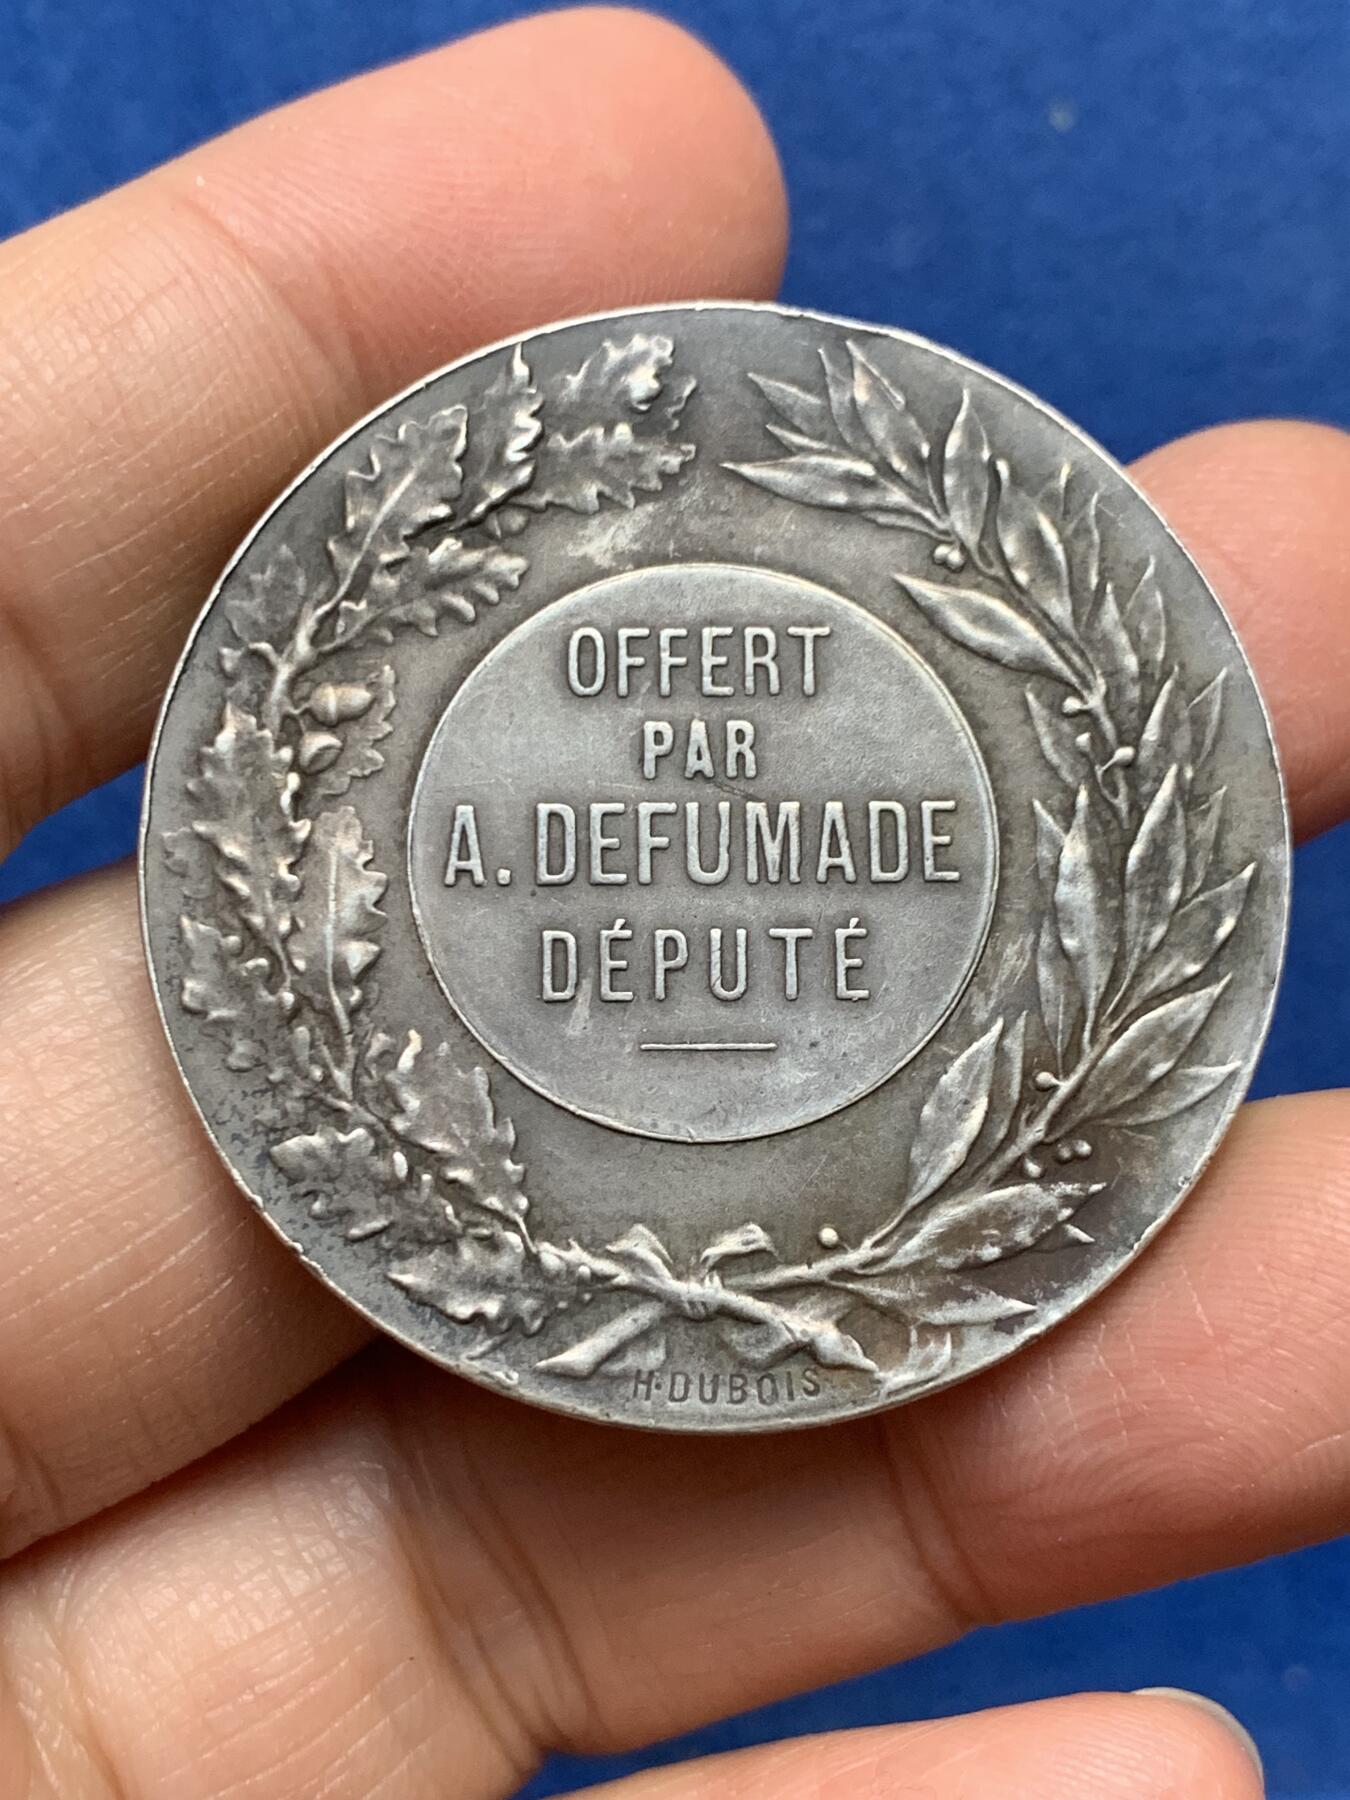 OFFERT
PAR
A. DEFUMADE
DÉPUTÉ
H·DUBOIS